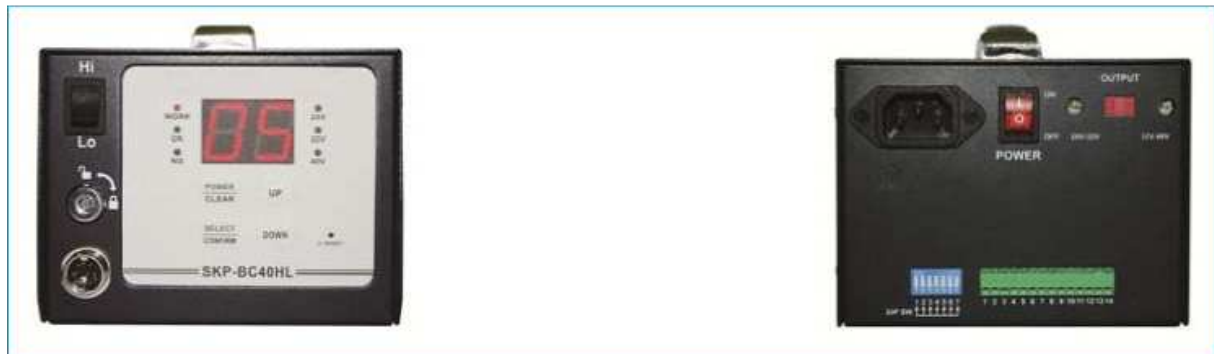 Hi
Lo
05
WORK
OK
NG
32V
40V
POWER
CLEAR
UP
SELECT
CONFIRM
DOWN
SKP-BC40HL
OUTPUT
ON
OFF
POWER
DIP SW
1 2 3 4 5 6 7
1 2 3 4 5 6 7 8 9 10 11 12 13 14